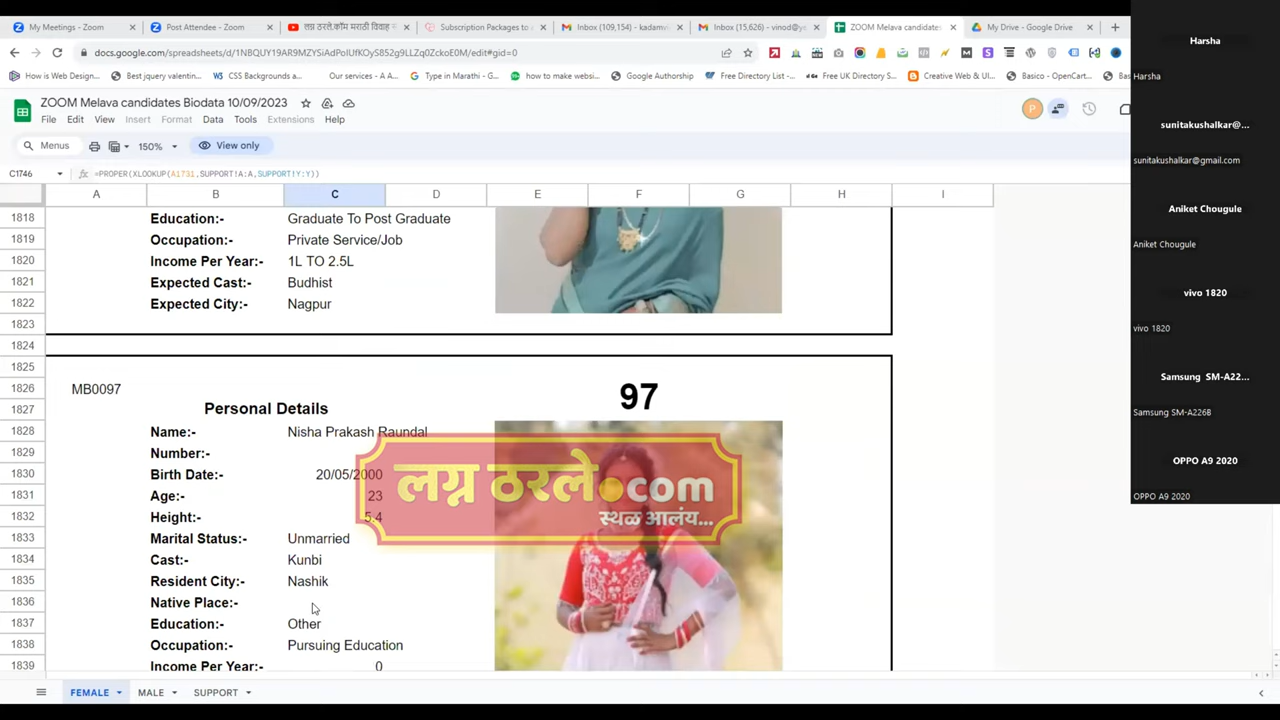 My Meetings - Zoom
Post Attendee - Zoom
लग्न ठरले.कॉम मराठी विवाह
Subscription Packages to
Inbox (109,154) - kadamv
Inbox (15,626) - vinod@ye
ZOOM Melava candidates
My Drive - Google Drive
docs.google.com/spreadsheets/d/1NBQUY19AR9MZYSiAdPolUfKOyS852g9LLZq0ZckoE0M/edit#gid=0
How is Web Design...
Best jquery valentin...
CSS Backgrounds a...
Our services - A A...
Type in Marathi - G...
how to make websi...
Google Authorship
Free Directory List -...
Free UK Directory S...
Creative Web & UI...
Basico - OpenCart...
Bas
ZOOM Melava candidates Biodata 10/09/2023
File Edit View Insert Format Data Tools Extensions Help
Menus
150%
View only
P
C1746
=PROPER(XLOOKUP(A1731,SUPPORT!A:A,SUPPORT!Y:Y))
A B C D E F G H I
1818 Education:- Graduate To Post Graduate
1819 Occupation:- Private Service/Job
1820 Income Per Year:- 1L TO 2.5L
1821 Expected Cast:- Budhist
1822 Expected City:- Nagpur
1823
1824
1825
1826 MB0097 97
1827 Personal Details
1828 Name:- Nisha Prakash Raundal
1829 Number:-
1830 Birth Date:- 20/05/2000
1831 Age:- 23
1832 Height:- 5.4
1833 Marital Status:- Unmarried
1834 Cast:- Kunbi
1835 Resident City:- Nashik
1836 Native Place:-
1837 Education:- Other
1838 Occupation:- Pursuing Education
1839 Income Per Year:- 0
लग्न ठरले.com
स्थळ आलंय...
FEMALE
MALE
SUPPORT
Harsha
Harsha
sunitakushalkar@...
sunitakushalkar@gmail.com
Aniket Chougule
Aniket Chougule
vivo 1820
vivo 1820
Samsung SM-A22...
Samsung SM-A226B
OPPO A9 2020
OPPO A9 2020